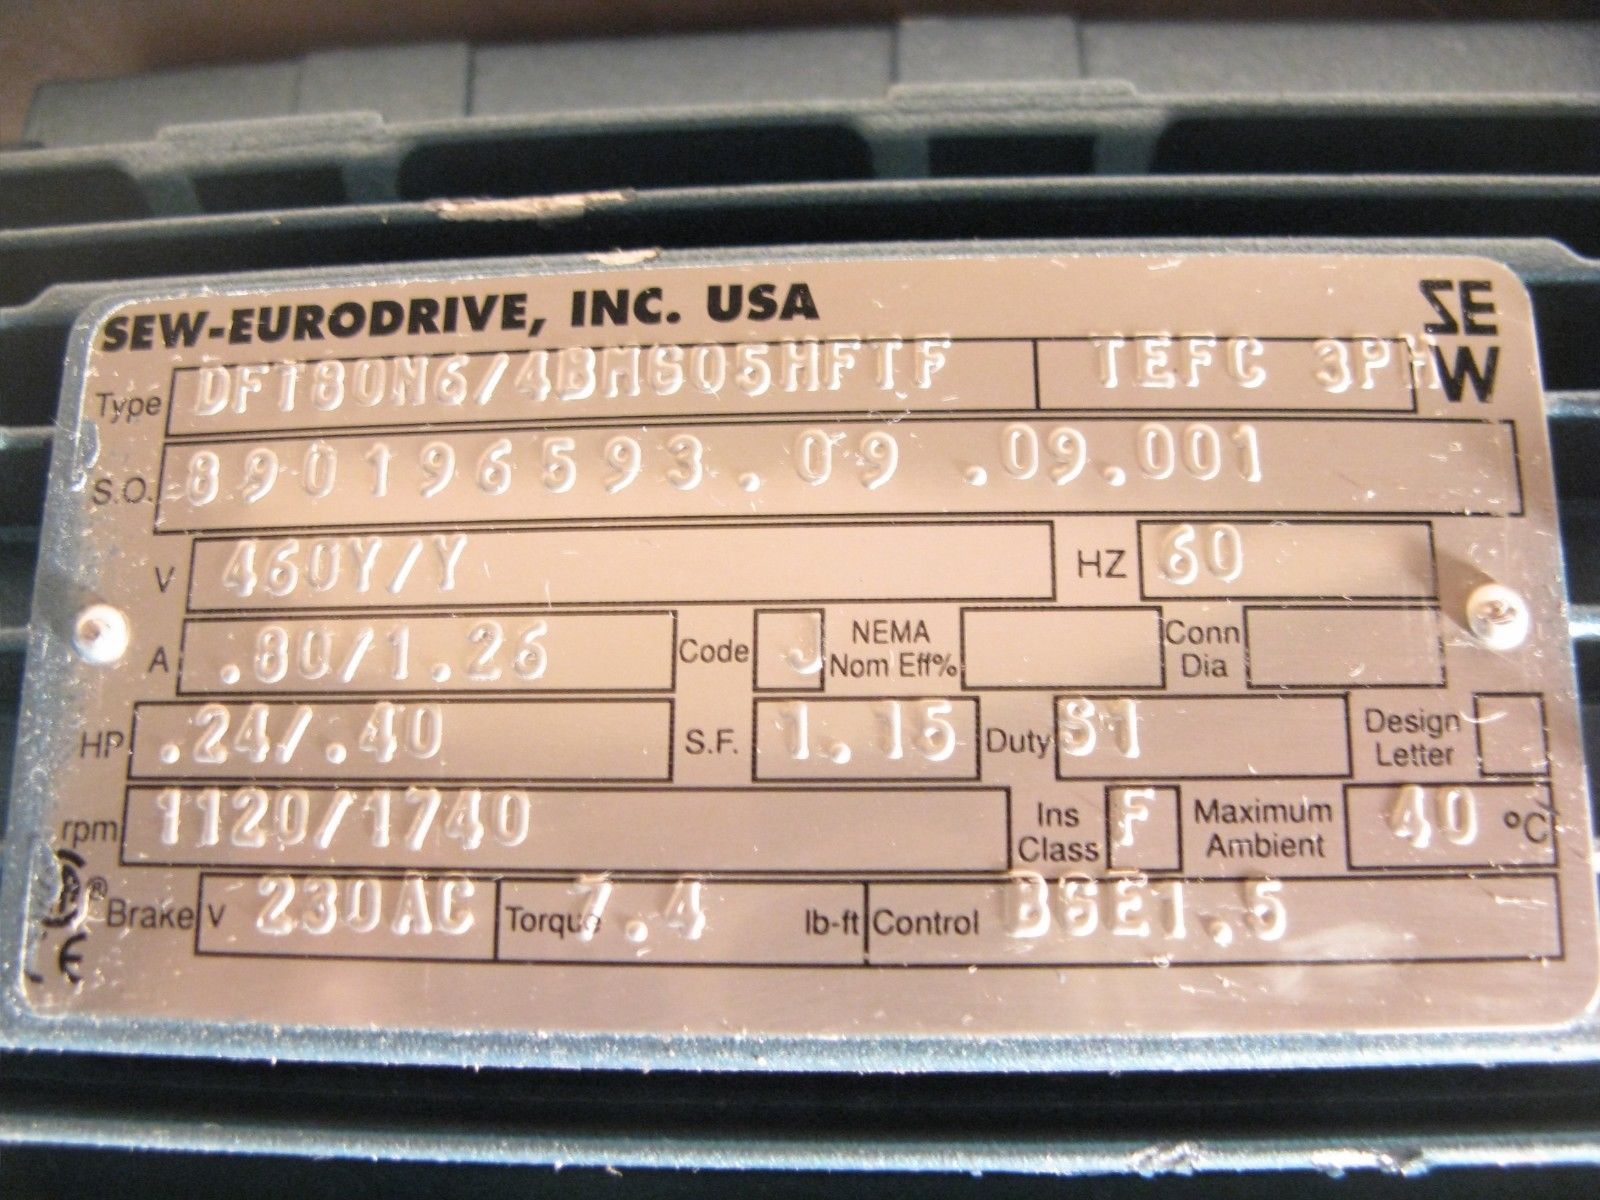 SEW-EURODRIVE, INC. USA SEW
Type DFT80N6/4BMG05HFTF TEFC 3PH
S.O. 890196593.09 .09.001
V 460Y/Y HZ 60
A .80/1.26 Code J NEMA Nom Eff% Conn Dia
HP .24/.40 S.F. 1.15 Duty S1 Design Letter
rpm 1120/1740 Ins Class F Maximum Ambient 40 °C
® Brake V 230AC Torque 7.4 lb-ft Control BGE1.5